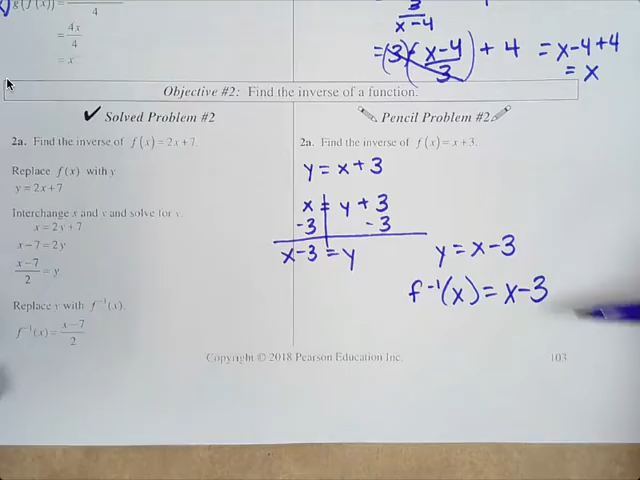 g(f(x)) =
4
= 4x/4
= x
3/(x-4)
= (3)(x-4/3) + 4 = x-4+4
= x
Objective #2: Find the inverse of a function.
✔ Solved Problem #2
2a. Find the inverse of f(x) = 2x + 7.
Replace f(x) with y
y = 2x + 7
Interchange x and y and solve for y.
x = 2y + 7
x − 7 = 2y
(x − 7)/2 = y
Replace y with f⁻¹(x).
f⁻¹(x) = (x − 7)/2
Pencil Problem #2
2a. Find the inverse of f(x) = x + 3.
y = x + 3
x = y + 3
-3 -3
x-3 = y
y = x-3
f⁻¹(x) = x-3
Copyright © 2018 Pearson Education Inc.
103